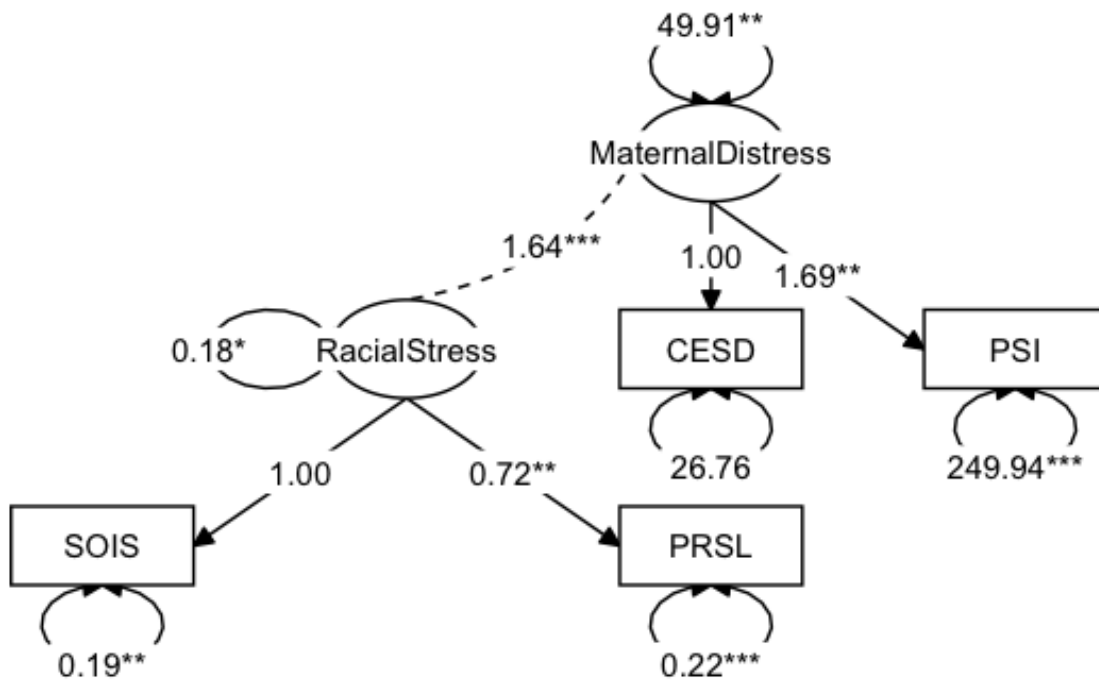 49.91**
MaternalDistress
1.64***
1.00
1.69**
0.18*
RacialStress
CESD
PSI
1.00
0.72**
26.76
249.94***
SOIS
PRSL
0.19**
0.22***